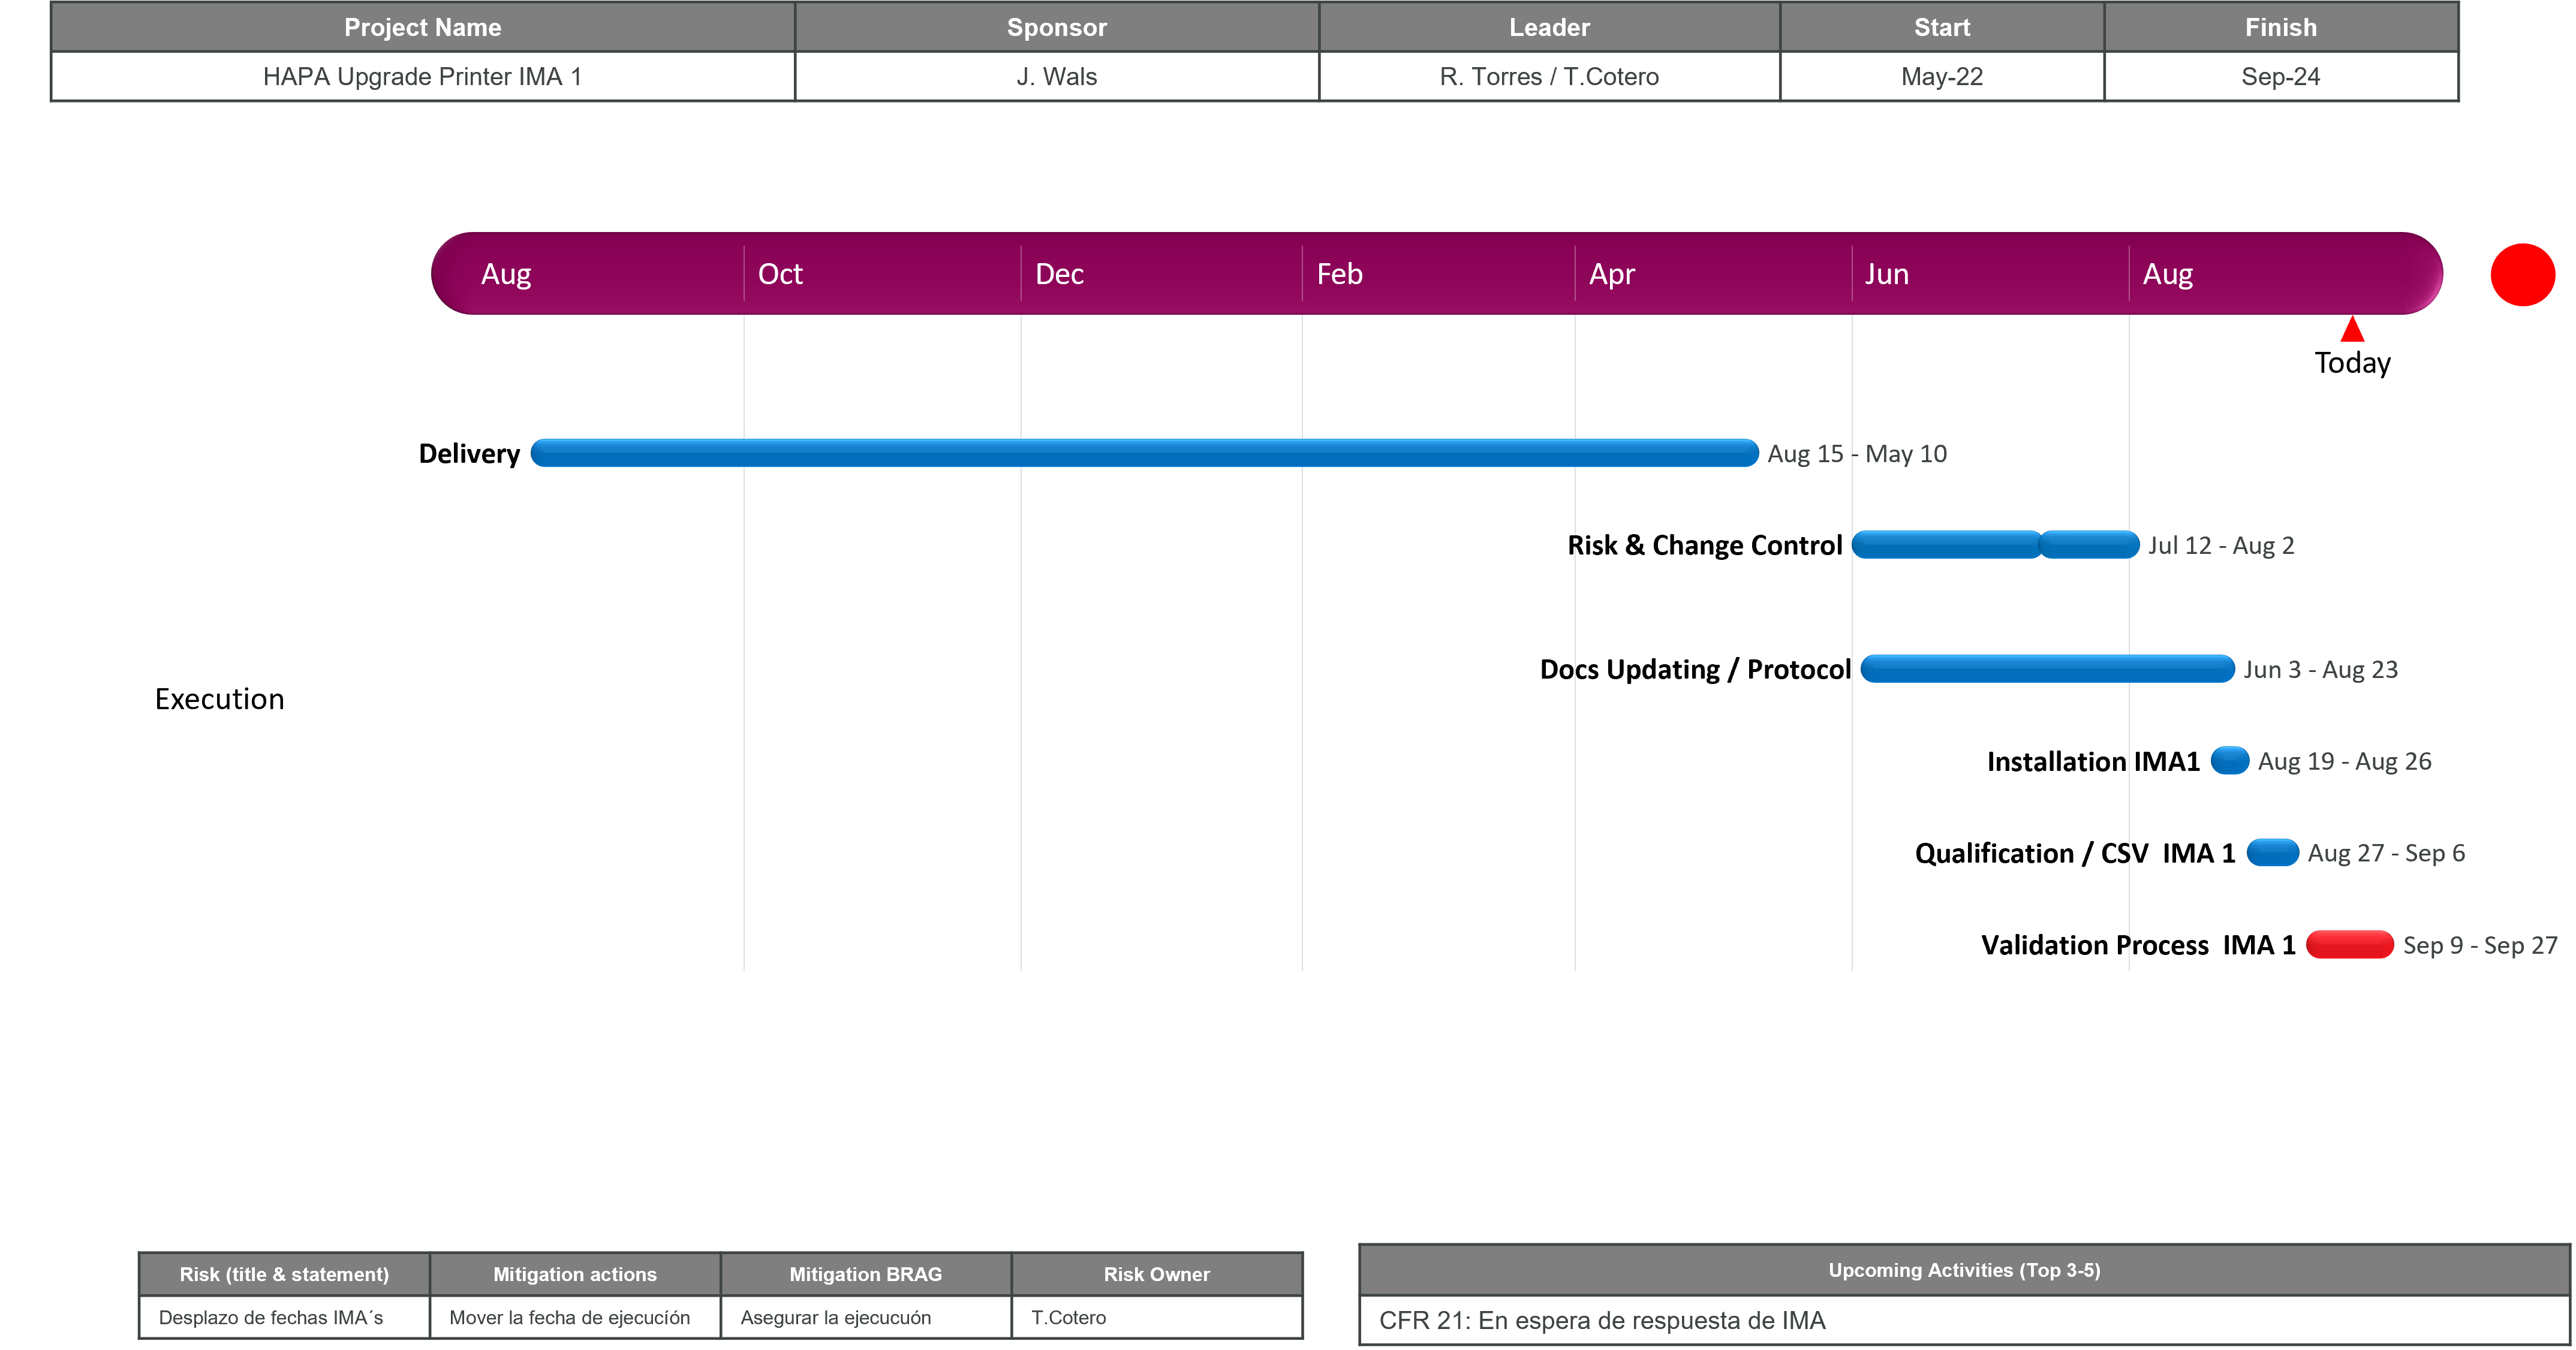 Project Name Sponsor Leader Start Finish
HAPA Upgrade Printer IMA 1 J. Wals R. Torres / T.Cotero May-22 Sep-24
Aug Oct Dec Feb Apr Jun Aug
Today
Delivery Aug 15 - May 10
Risk & Change Control Jul 12 - Aug 2
Docs Updating / Protocol Jun 3 - Aug 23
Execution
Installation IMA1 Aug 19 - Aug 26
Qualification / CSV IMA 1 Aug 27 - Sep 6
Validation Process IMA 1 Sep 9 - Sep 27
Risk (title & statement) Mitigation actions Mitigation BRAG Risk Owner
Desplazo de fechas IMA´s Mover la fecha de ejecucíón Asegurar la ejecucuón T.Cotero
Upcoming Activities (Top 3-5)
CFR 21: En espera de respuesta de IMA